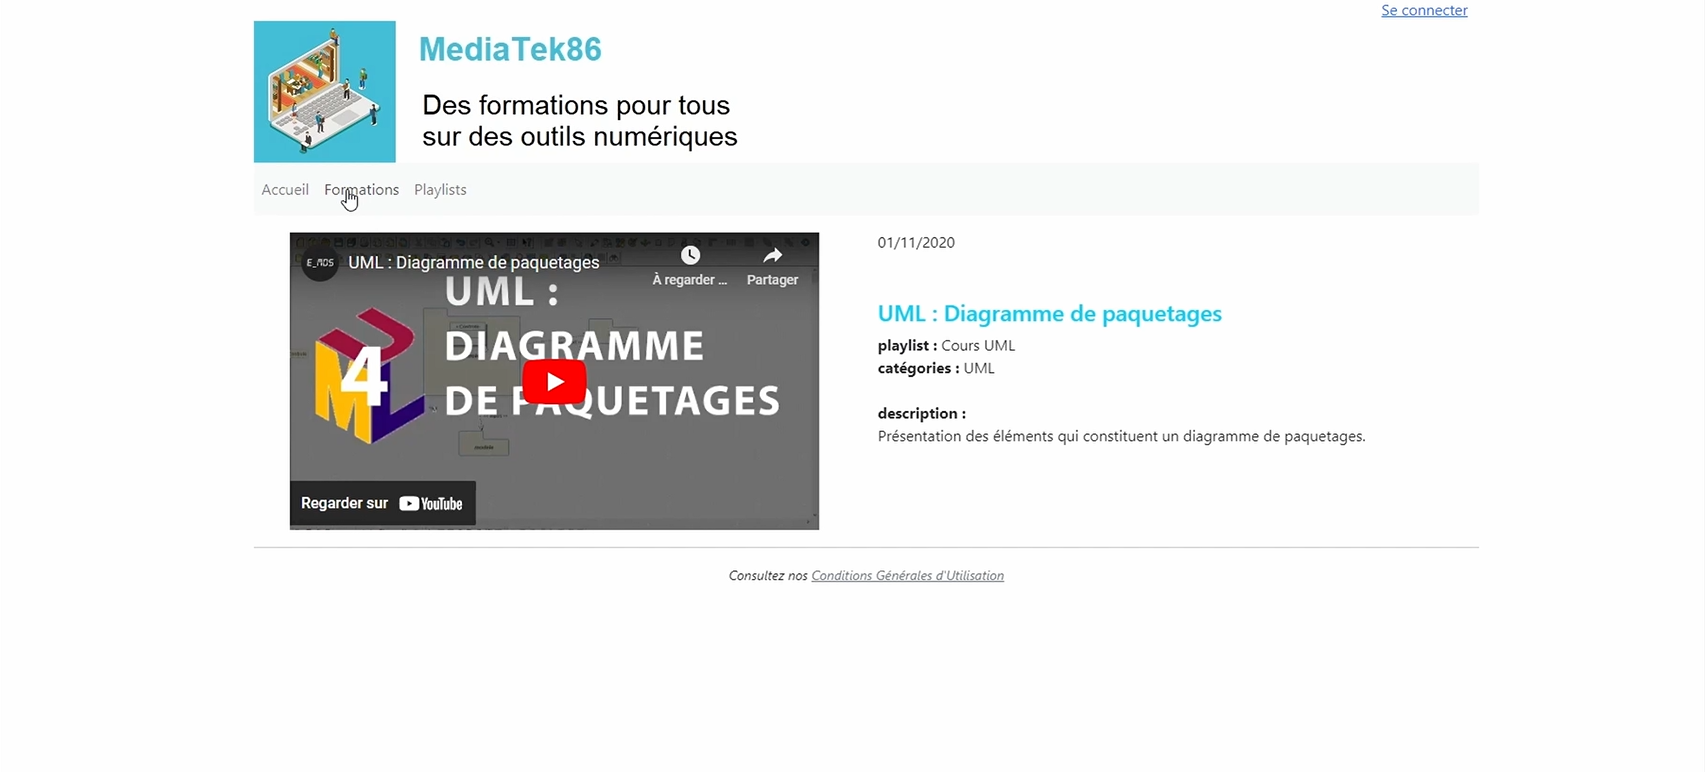 Se connecter
MediaTek86
Des formations pour tous
sur des outils numériques
Accueil Formations Playlists
E_MDS UML : Diagramme de paquetages
À regarder ... Partager
UML :
DIAGRAMME
DE PAQUETAGES
4
UML
Regarder sur YouTube
01/11/2020
UML : Diagramme de paquetages
playlist : Cours UML
catégories : UML
description :
Présentation des éléments qui constituent un diagramme de paquetages.
Consultez nos Conditions Générales d'Utilisation